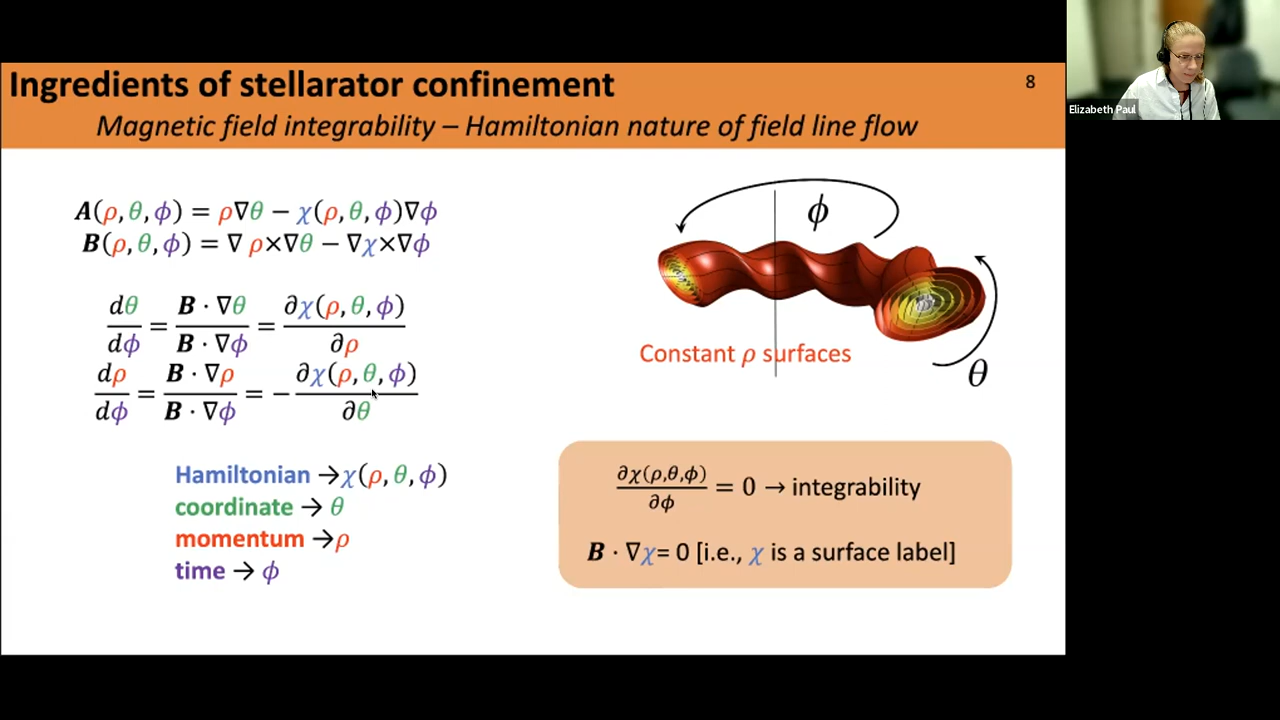 Ingredients of stellarator confinement
8
Magnetic field integrability – Hamiltonian nature of field line flow
Elizabeth Paul
A(ρ, θ, ϕ) = ρ∇θ − χ(ρ, θ, ϕ)∇ϕ
B(ρ, θ, ϕ) = ∇ ρ×∇θ − ∇χ×∇ϕ
dθ/dϕ = B · ∇θ/B · ∇ϕ = ∂χ(ρ, θ, ϕ)/∂ρ
dρ/dϕ = B · ∇ρ/B · ∇ϕ = − ∂χ(ρ, θ, ϕ)/∂θ
Hamiltonian →χ(ρ, θ, ϕ)
coordinate → θ
momentum →ρ
time → ϕ
ϕ
Constant ρ surfaces
θ
∂χ(ρ,θ,ϕ)/∂ϕ = 0 → integrability
B · ∇χ= 0 [i.e., χ is a surface label]